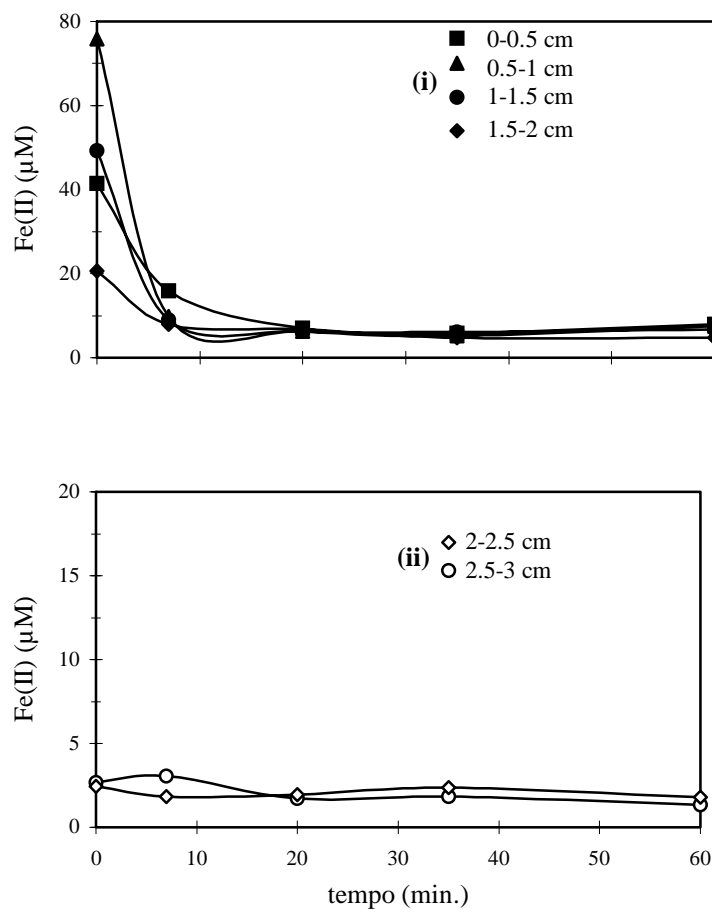 80
60
40
20
0
Fe(II) (µM)
(i)
0-0.5 cm
0.5-1 cm
1-1.5 cm
1.5-2 cm
20
15
10
5
0
Fe(II) (µM)
(ii)
2-2.5 cm
2.5-3 cm
0 10 20 30 40 50 60
tempo (min.)